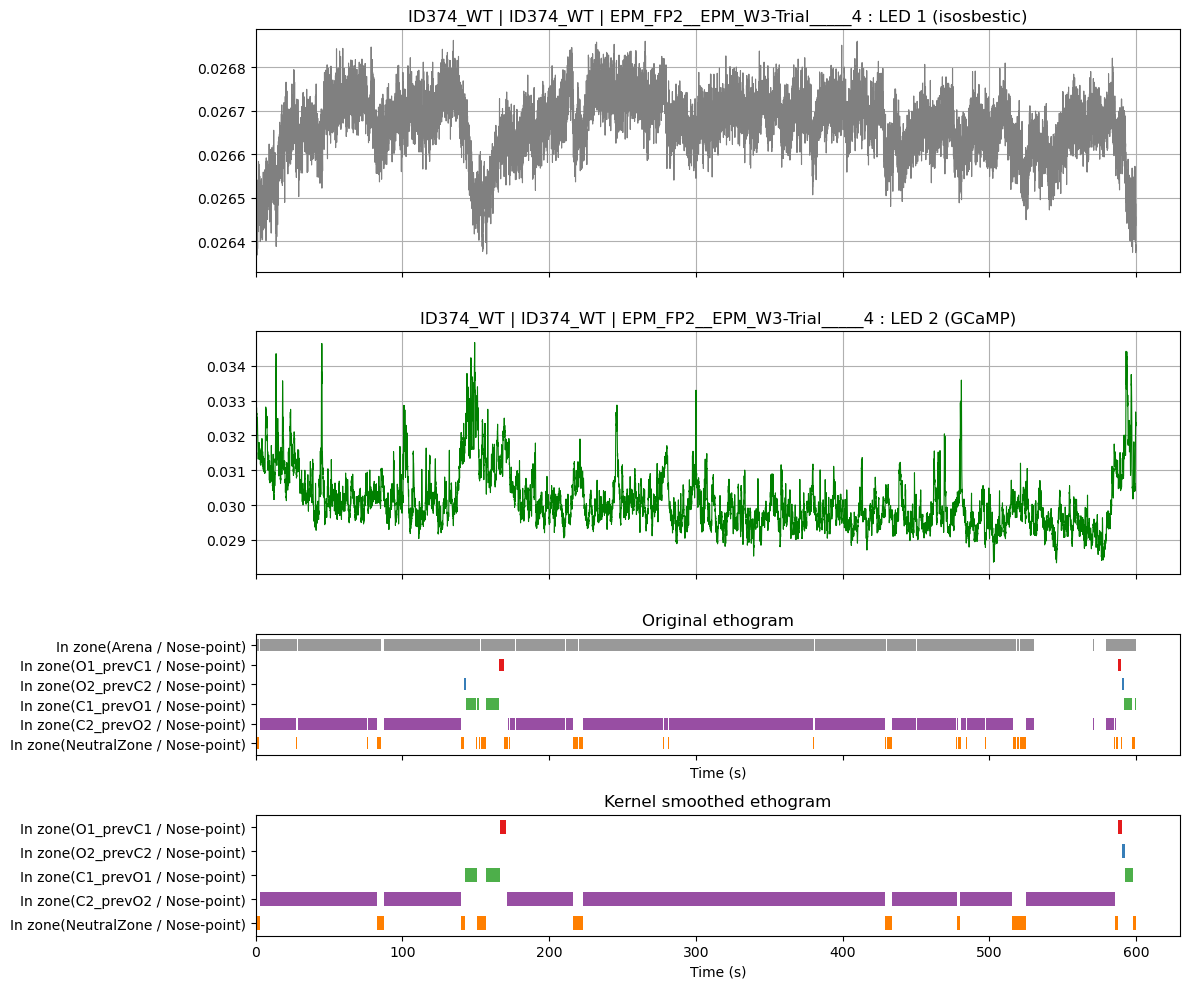 ID374_WT | ID374_WT | EPM_FP2__EPM_W3-Trial_____4 : LED 1 (isosbestic)
0.0268
0.0267
0.0266
0.0265
0.0264
ID374_WT | ID374_WT | EPM_FP2__EPM_W3-Trial_____4 : LED 2 (GCaMP)
0.034
0.033
0.032
0.031
0.030
0.029
Original ethogram
In zone(Arena / Nose-point)
In zone(O1_prevC1 / Nose-point)
In zone(O2_prevC2 / Nose-point)
In zone(C1_prevO1 / Nose-point)
In zone(C2_prevO2 / Nose-point)
In zone(NeutralZone / Nose-point)
Time (s)
Kernel smoothed ethogram
In zone(O1_prevC1 / Nose-point)
In zone(O2_prevC2 / Nose-point)
In zone(C1_prevO1 / Nose-point)
In zone(C2_prevO2 / Nose-point)
In zone(NeutralZone / Nose-point)
0 100 200 300 400 500 600
Time (s)